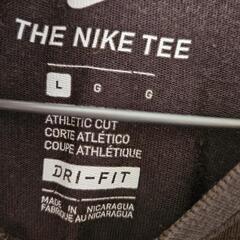 THE NIKE TEE
L G G
ATHLETIC CUT
CORTE ATLÉTICO
COUPE ATHLÉTIQUE
DRI-FIT
MADE IN NICARAGUA
FABRIQUÉ AU NICARAGUA